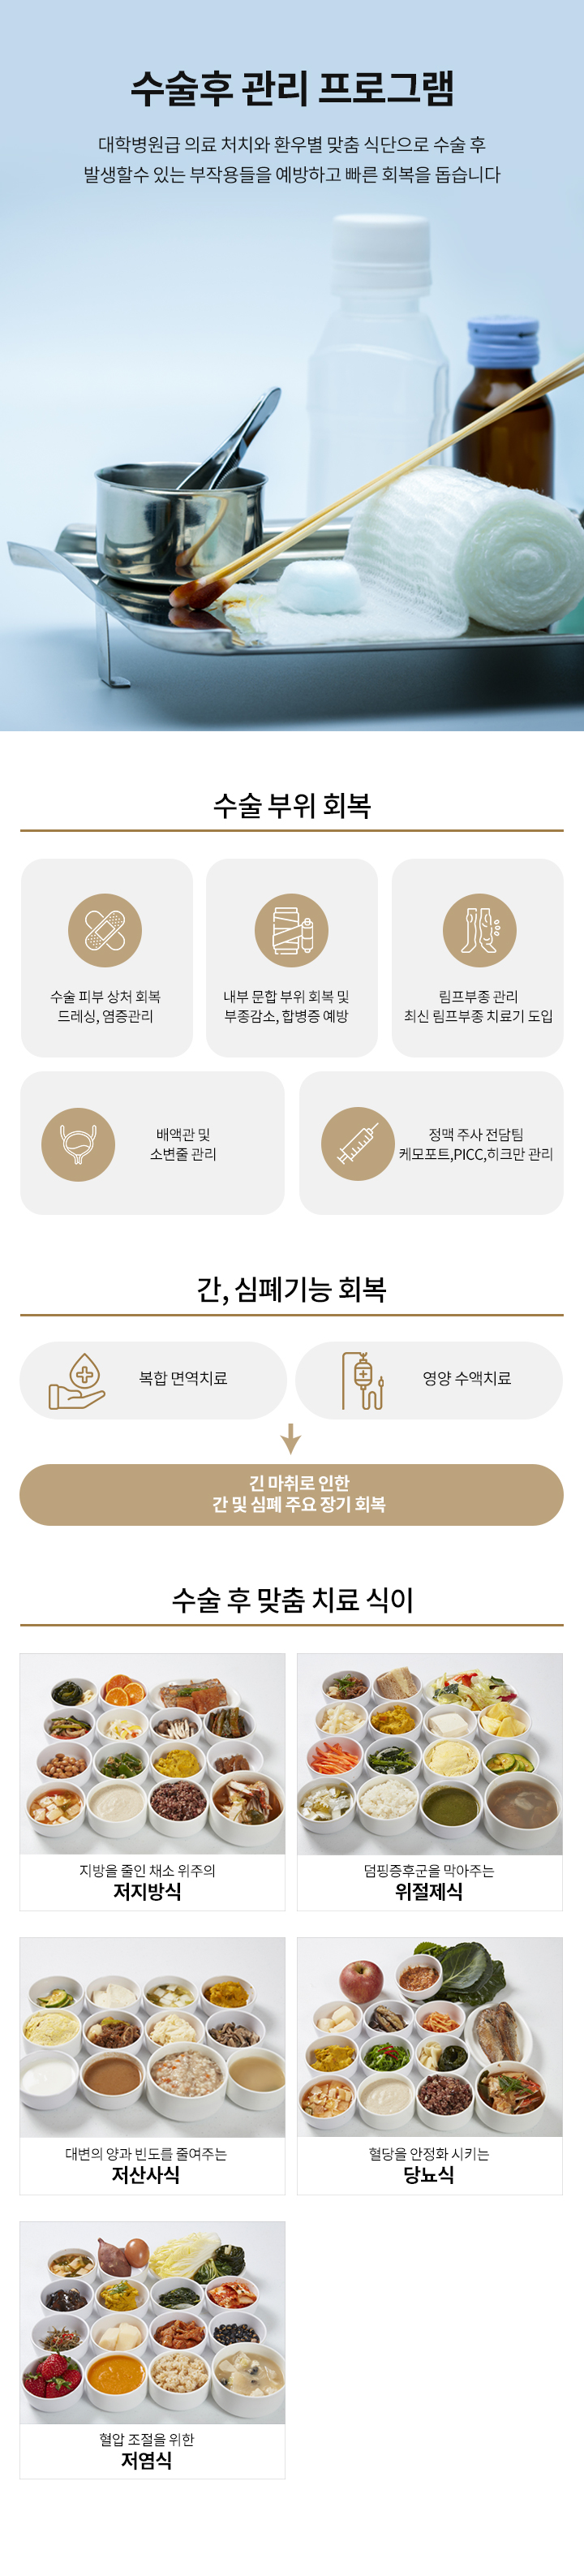 수술후 관리 프로그램
대학병원급 의료 처치와 환우별 맞춤 식단으로 수술 후
발생할수 있는 부작용들을 예방하고 빠른 회복을 돕습니다
수술 부위 회복
수술 피부 상처 회복
드레싱, 염증관리
내부 문합 부위 회복 및
부종감소, 합병증 예방
림프부종 관리
최신 림프부종 치료기 도입
배액관 및
소변줄 관리
정맥 주사 전담팀
케모포트,PICC,히크만 관리
간, 심폐기능 회복
복합 면역치료
영양 수액치료
긴 마취로 인한
간 및 심폐 주요 장기 회복
수술 후 맞춤 치료 식이
지방을 줄인 채소 위주의
저지방식
덤핑증후군을 막아주는
위절제식
대변의 양과 빈도를 줄여주는
저산사식
혈당을 안정화 시키는
당뇨식
혈압 조절을 위한
저염식